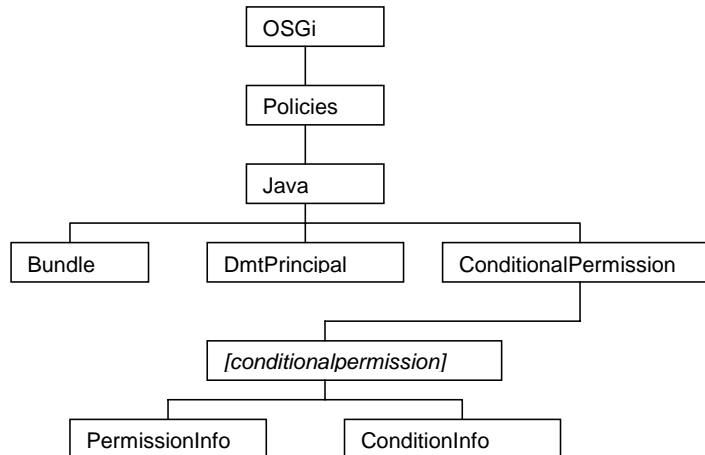 OSGi
Policies
Java
Bundle
DmtPrincipal
ConditionalPermission
[conditionalpermission]
PermissionInfo
ConditionInfo